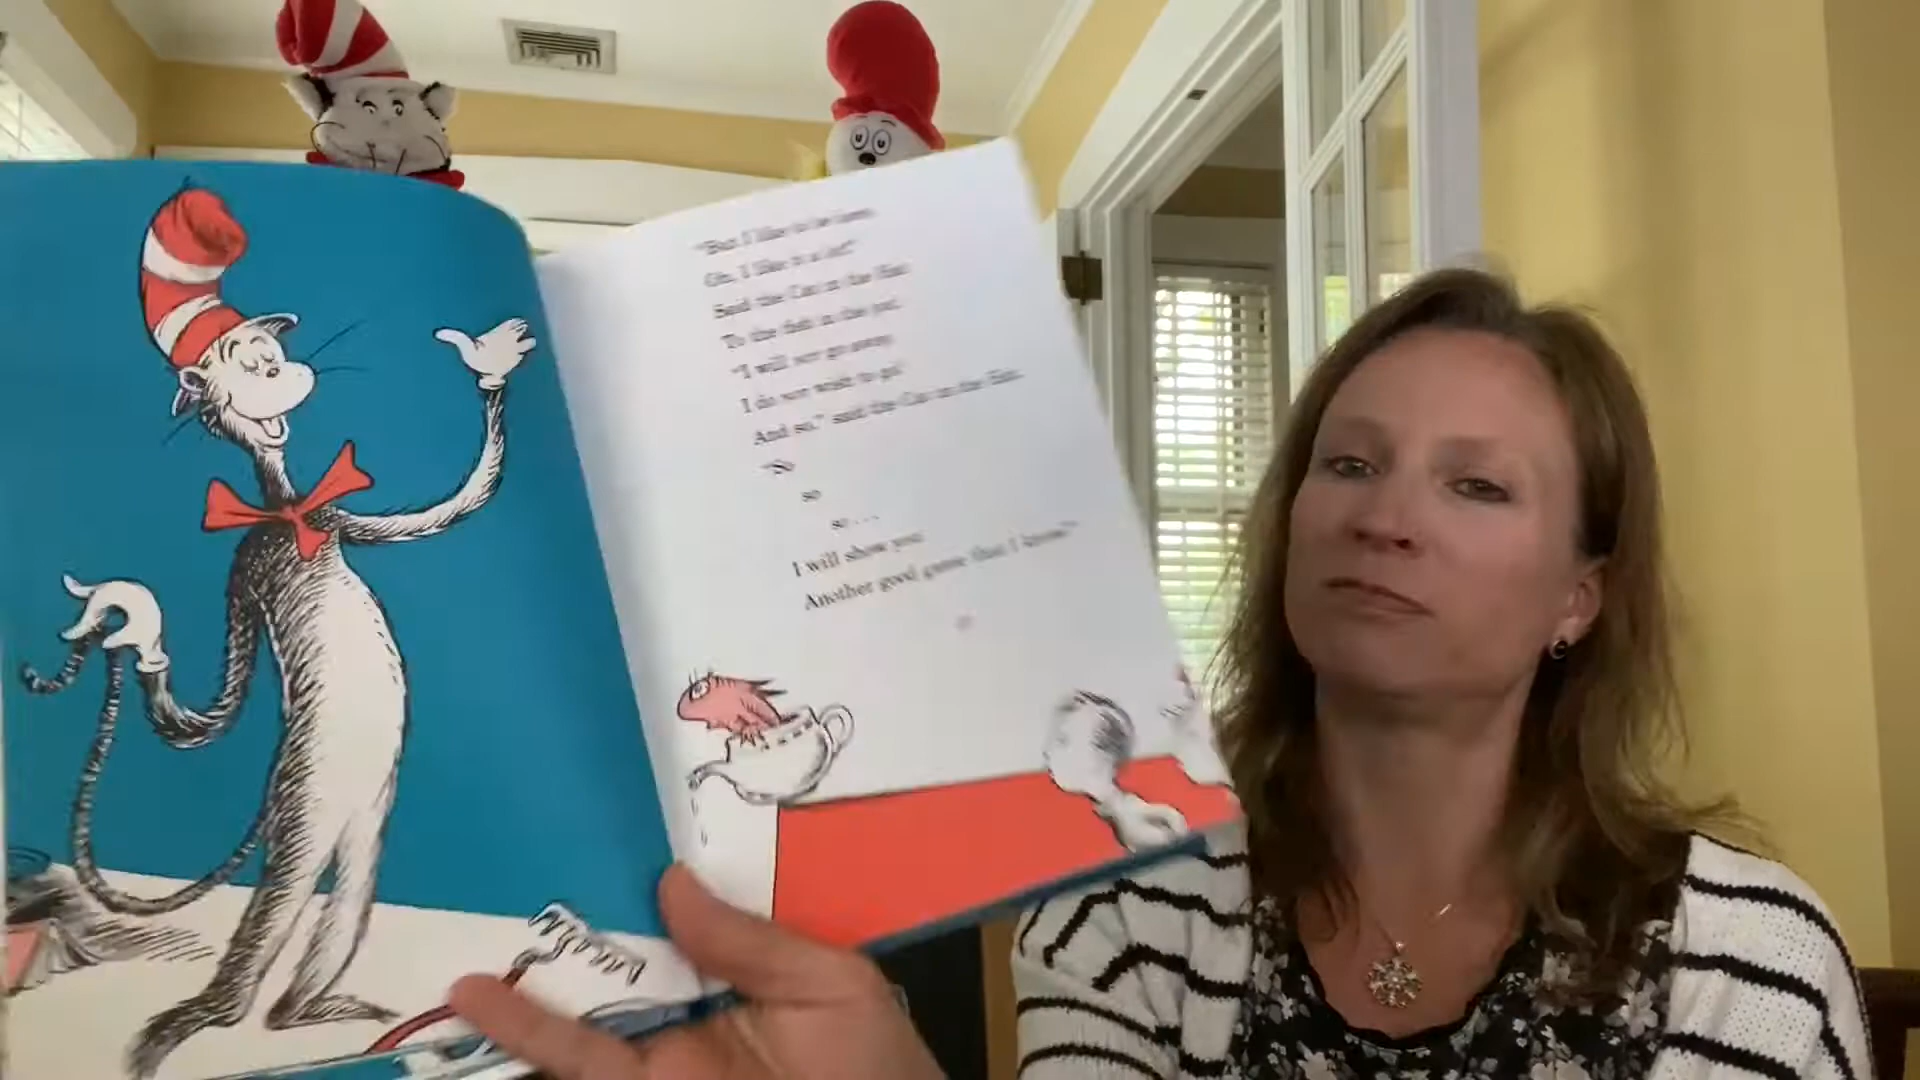 "But I like to be here.
Oh, I like it a lot!"
Said the Cat in the Hat
To the fish in the pot.
"I will NOT go away.
I do NOT wish to go!
And so," said the Cat in the Hat,
"So
so
so . . .
I will show you
Another good game that I know!"